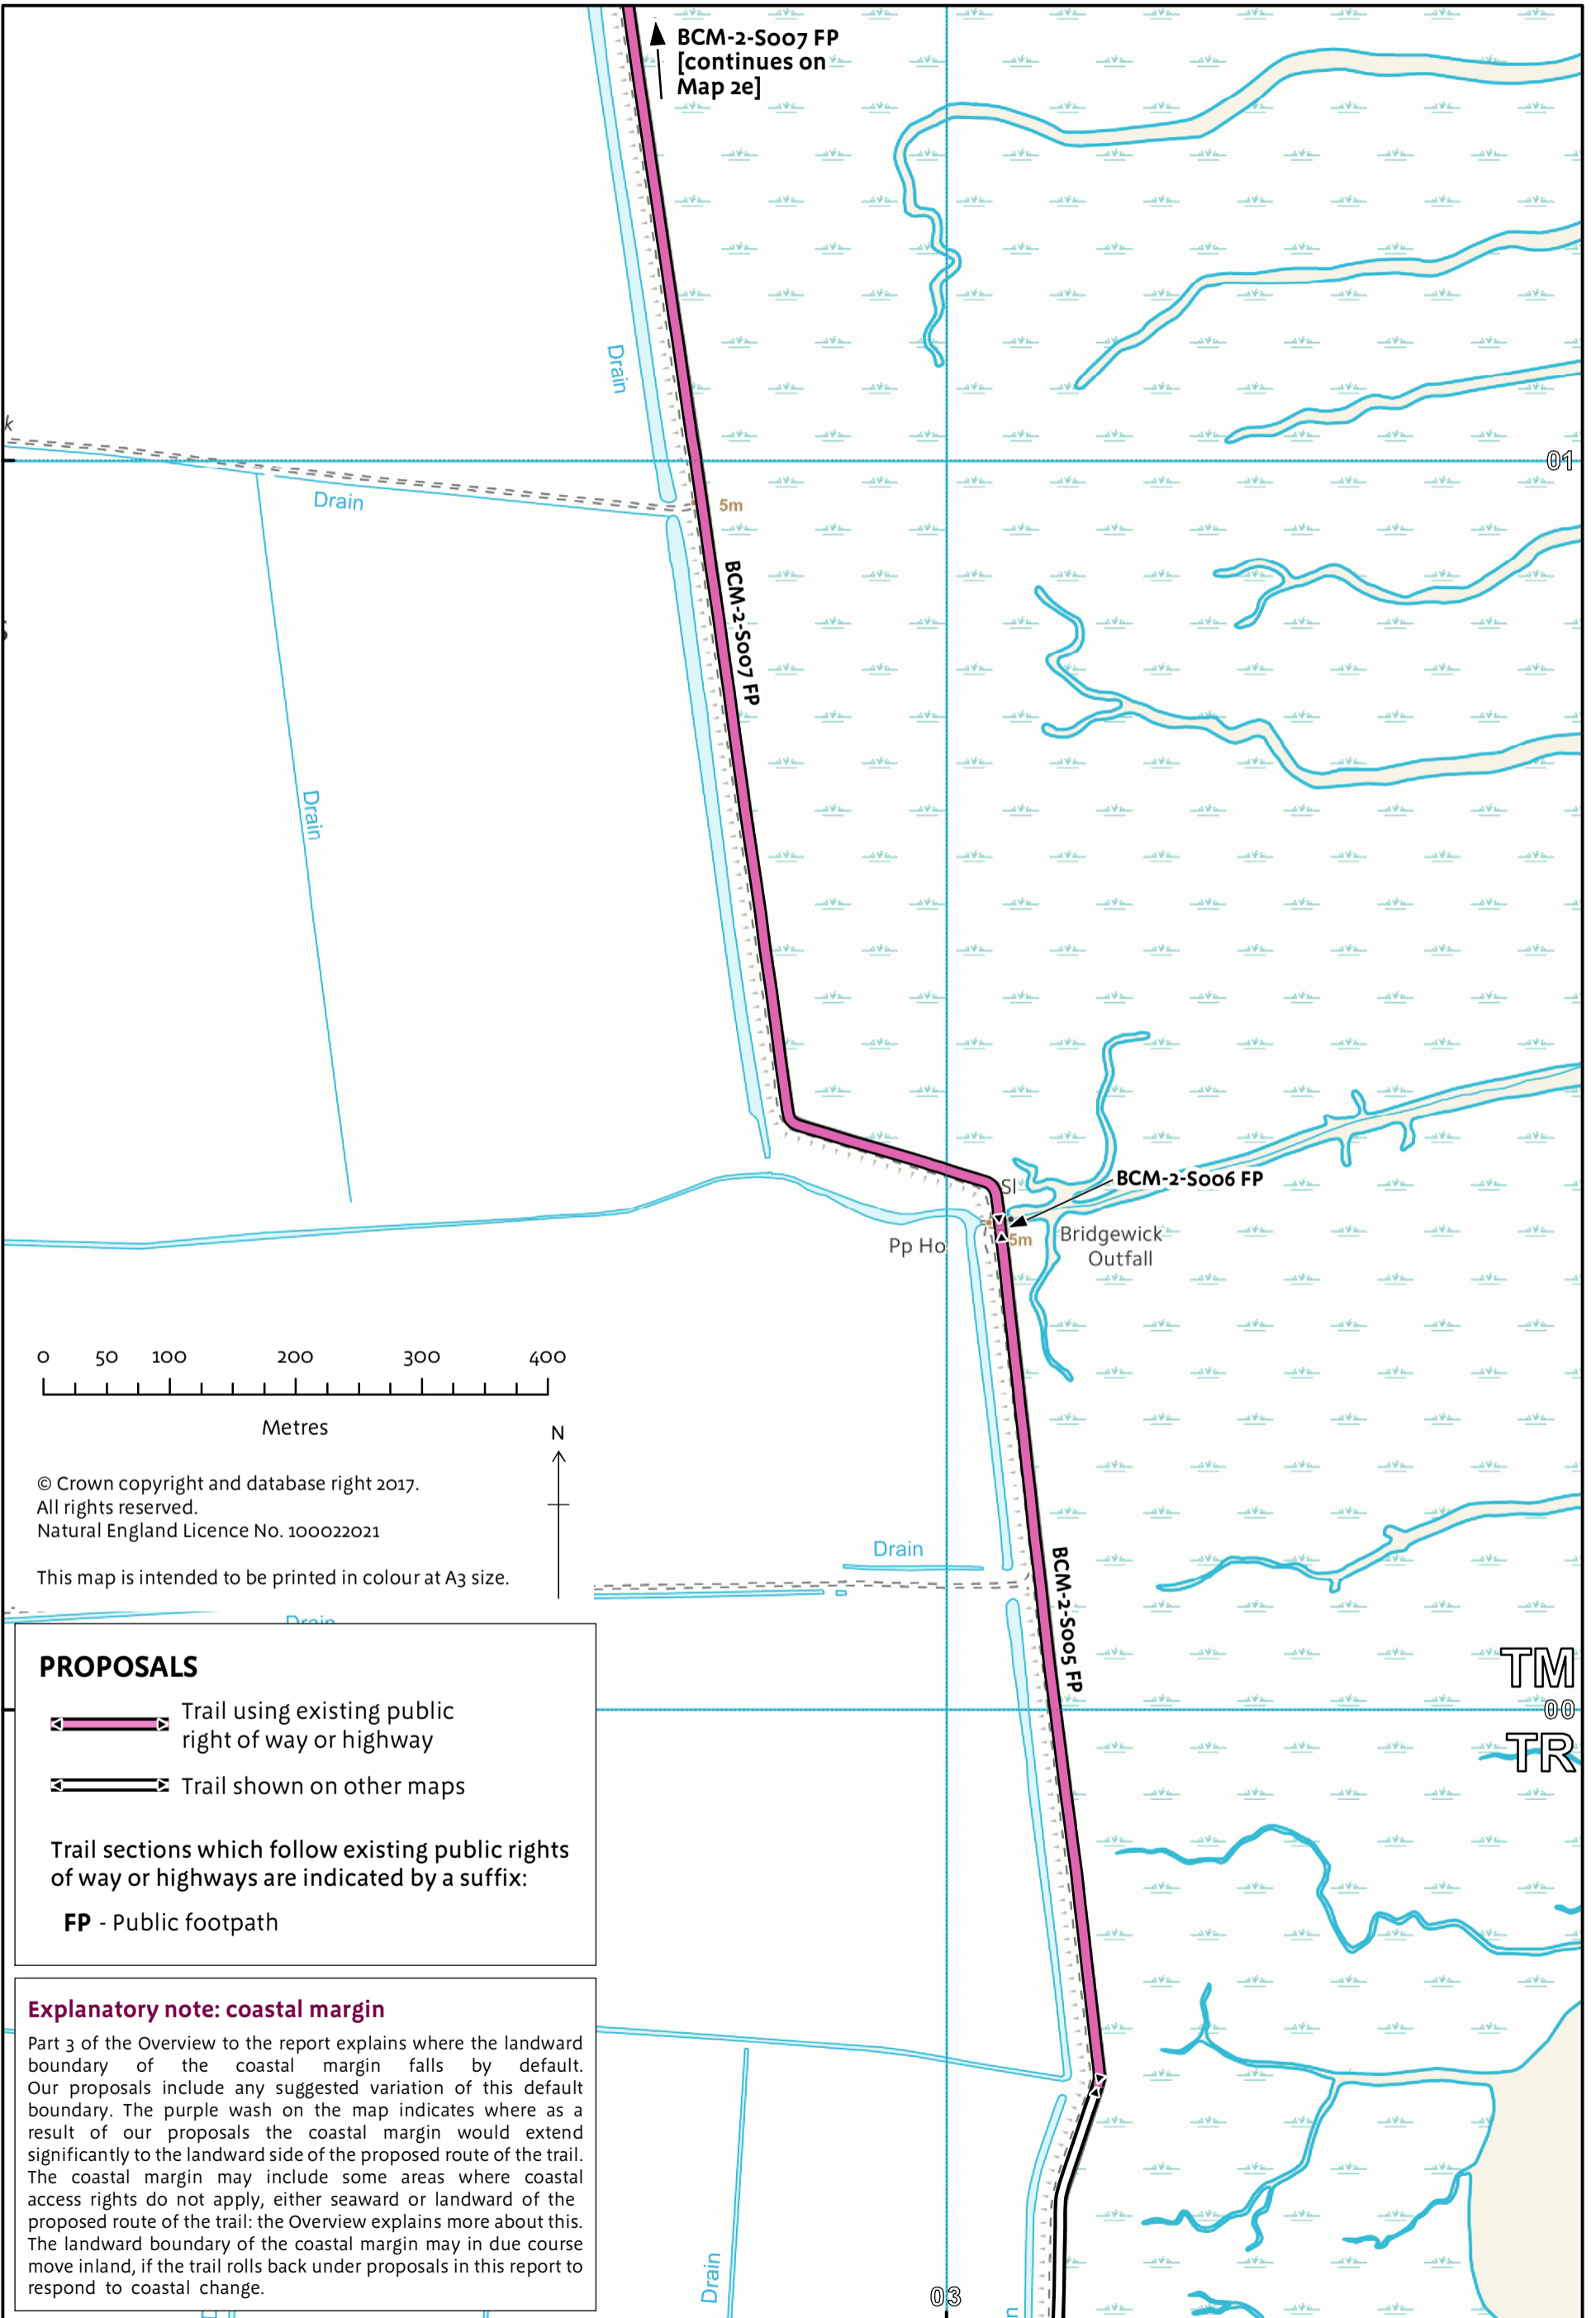 BCM-2-S007 FP
[continues on
Map 2e]
Drain
k
01
Drain
5m
BCM-2-S007 FP
Drain
Sl
BCM-2-S006 FP
5m
Bridgewick
Outfall
Pp Ho
0 50 100 200 300 400
Metres
N
© Crown copyright and database right 2017.
All rights reserved.
Natural England Licence No. 100022021
This map is intended to be printed in colour at A3 size.
Drain
BCM-2-S005 FP
Drain
TM
00
TR
PROPOSALS
Trail using existing public
right of way or highway
Trail shown on other maps
Trail sections which follow existing public rights
of way or highways are indicated by a suffix:
FP - Public footpath
Explanatory note: coastal margin
Part 3 of the Overview to the report explains where the landward
boundary of the coastal margin falls by default.
Our proposals include any suggested variation of this default
boundary. The purple wash on the map indicates where as a
result of our proposals the coastal margin would extend
significantly to the landward side of the proposed route of the trail.
The coastal margin may include some areas where coastal
access rights do not apply, either seaward or landward of the
proposed route of the trail: the Overview explains more about this.
The landward boundary of the coastal margin may in due course
move inland, if the trail rolls back under proposals in this report to
respond to coastal change.
Drain
03